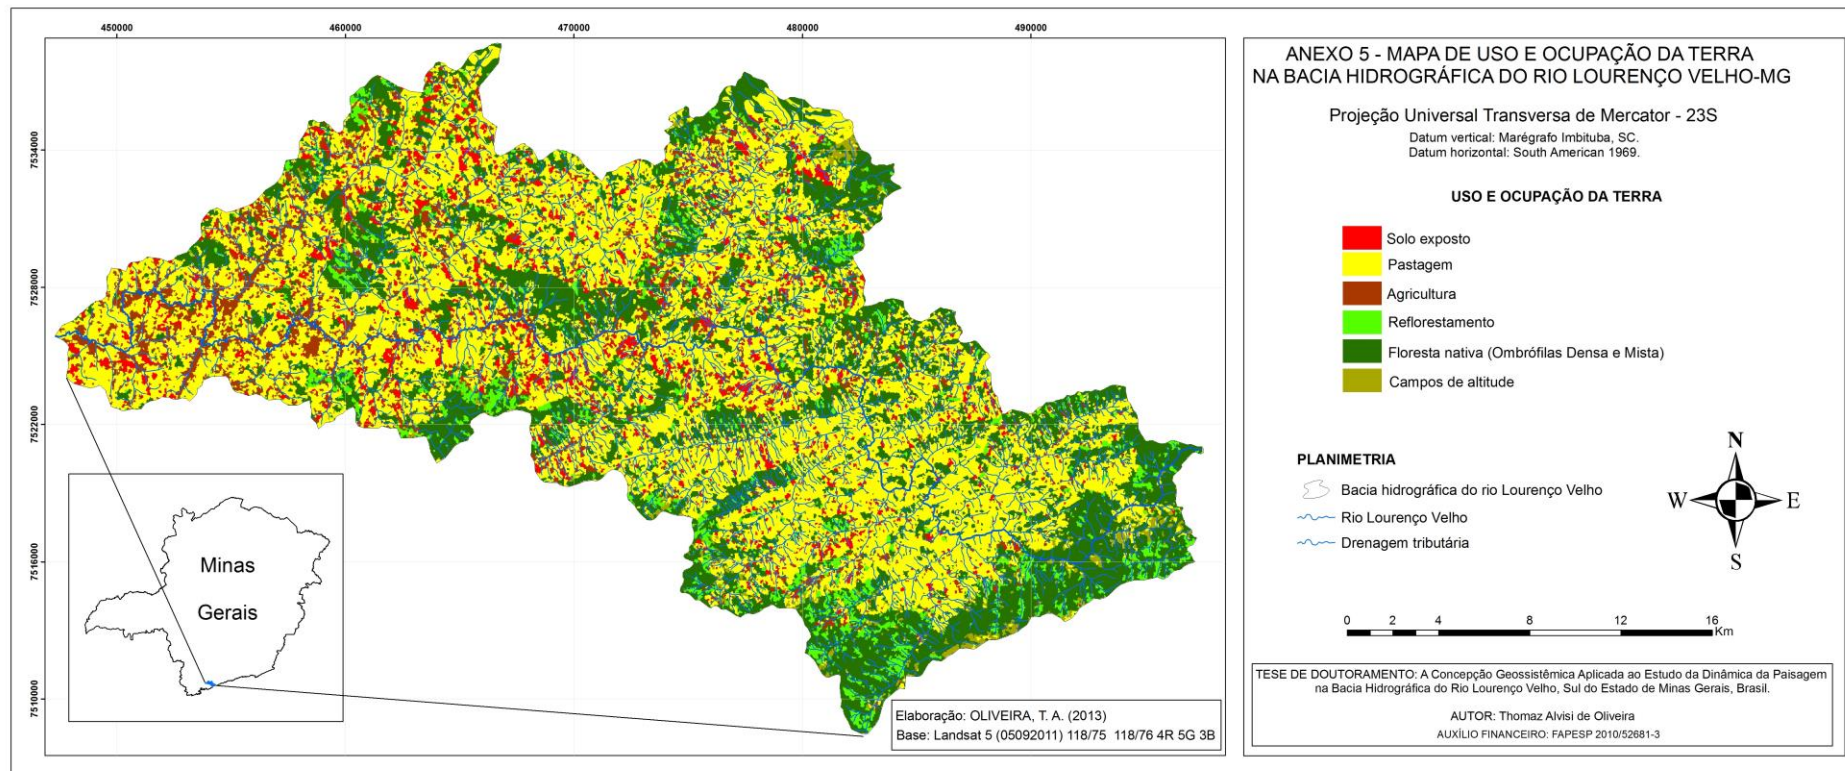 450000
460000
470000
480000
490000
7534000
7528000
7522000
7516000
7510000
Minas
Gerais
Elaboração: OLIVEIRA, T. A. (2013)
Base: Landsat 5 (05092011) 118/75 118/76 4R 5G 3B
ANEXO 5 - MAPA DE USO E OCUPAÇÃO DA TERRA
NA BACIA HIDROGRÁFICA DO RIO LOURENÇO VELHO-MG
Projeção Universal Transversa de Mercator - 23S
Datum vertical: Marégrafo Imbituba, SC.
Datum horizontal: South American 1969.
USO E OCUPAÇÃO DA TERRA
Solo exposto
Pastagem
Agricultura
Reflorestamento
Floresta nativa (Ombrófilas Densa e Mista)
Campos de altitude
PLANIMETRIA
Bacia hidrográfica do rio Lourenço Velho
Rio Lourenço Velho
Drenagem tributária
N
W E
S
0 2 4 8 12 16
Km
TESE DE DOUTORAMENTO: A Concepção Geossistêmica Aplicada ao Estudo da Dinâmica da Paisagem
na Bacia Hidrográfica do Rio Lourenço Velho, Sul do Estado de Minas Gerais, Brasil.
AUTOR: Thomaz Alvisi de Oliveira
AUXÍLIO FINANCEIRO: FAPESP 2010/52681-3